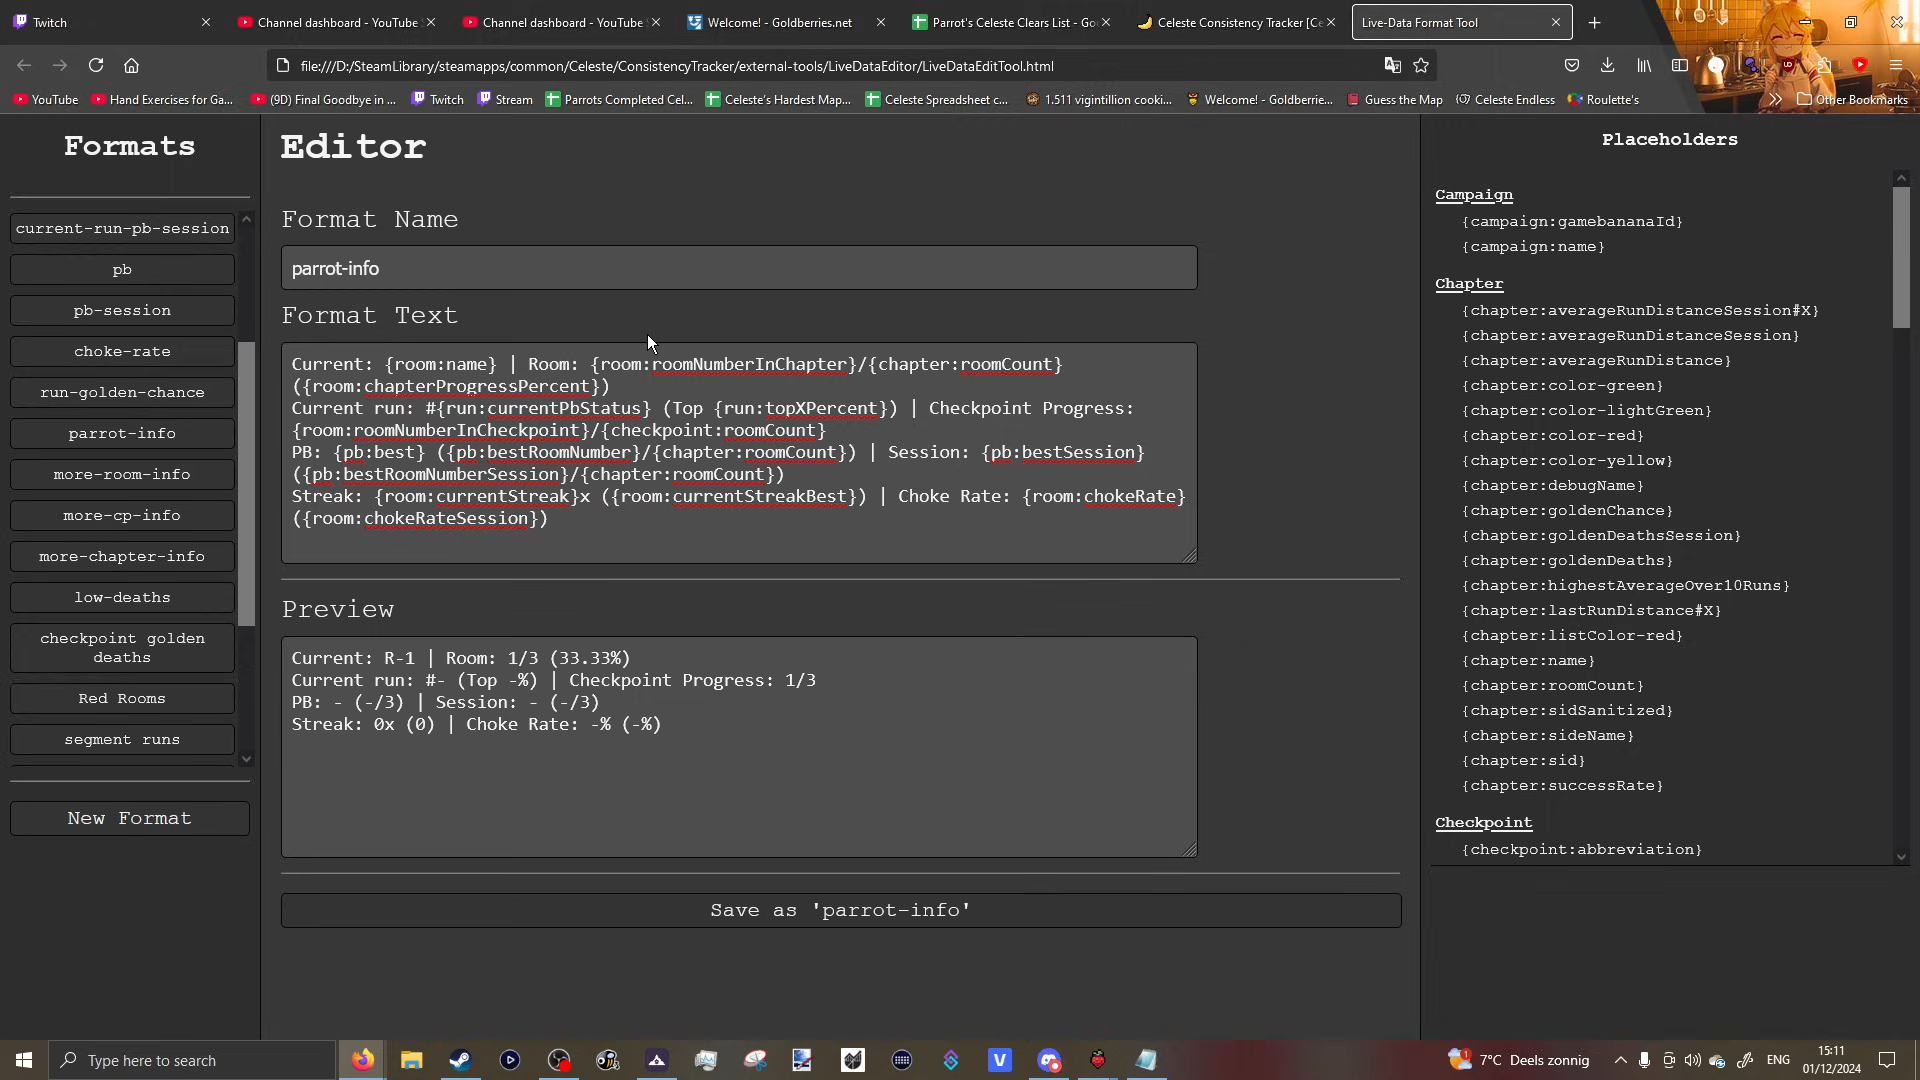 Twitch
Channel dashboard - YouTube S
Channel dashboard - YouTube
Welcome! - Goldberries.net
Parrot's Celeste Clears List - Go
Celeste Consistency Tracker [Ce
Live-Data Format Tool
file:///D:/SteamLibrary/steamapps/common/Celeste/ConsistencyTracker/external-tools/LiveDataEditor/LiveDataEditTool.html
YouTube
Hand Exercises for Ga...
(9D) Final Goodbye in ...
Twitch
Stream
Parrots Completed Cel...
Celeste's Hardest Map...
Celeste Spreadsheet c...
1.511 vigintillion cooki...
Welcome! - Goldberrie...
Guess the Map
Celeste Endless
Roulette's
Other Bookmarks
Formats
current-run-pb-session
pb
pb-session
choke-rate
run-golden-chance
parrot-info
more-room-info
more-cp-info
more-chapter-info
low-deaths
checkpoint golden
deaths
Red Rooms
segment runs
New Format
Editor
Format Name
parrot-info
Format Text
Current: {room:name} | Room: {room:roomNumberInChapter}/{chapter:roomCount}
({room:chapterProgressPercent})
Current run: #{run:currentPbStatus} (Top {run:topXPercent}) | Checkpoint Progress:
{room:roomNumberInCheckpoint}/{checkpoint:roomCount}
PB: {pb:best} ({pb:bestRoomNumber}/{chapter:roomCount}) | Session: {pb:bestSession}
({pb:bestRoomNumberSession}/{chapter:roomCount})
Streak: {room:currentStreak}x ({room:currentStreakBest}) | Choke Rate: {room:chokeRate}
({room:chokeRateSession})
Preview
Current: R-1 | Room: 1/3 (33.33%)
Current run: #- (Top -%) | Checkpoint Progress: 1/3
PB: - (-/3) | Session: - (-/3)
Streak: 0x (0) | Choke Rate: -% (-%)
Save as 'parrot-info'
Placeholders
Campaign
{campaign:gamebananaId}
{campaign:name}
Chapter
{chapter:averageRunDistanceSession#X}
{chapter:averageRunDistanceSession}
{chapter:averageRunDistance}
{chapter:color-green}
{chapter:color-lightGreen}
{chapter:color-red}
{chapter:color-yellow}
{chapter:debugName}
{chapter:goldenChance}
{chapter:goldenDeathsSession}
{chapter:goldenDeaths}
{chapter:highestAverageOver10Runs}
{chapter:lastRunDistance#X}
{chapter:listColor-red}
{chapter:name}
{chapter:roomCount}
{chapter:sidSanitized}
{chapter:sideName}
{chapter:sid}
{chapter:successRate}
Checkpoint
{checkpoint:abbreviation}
Type here to search
7°C Deels zonnig
ENG
15:11
01/12/2024